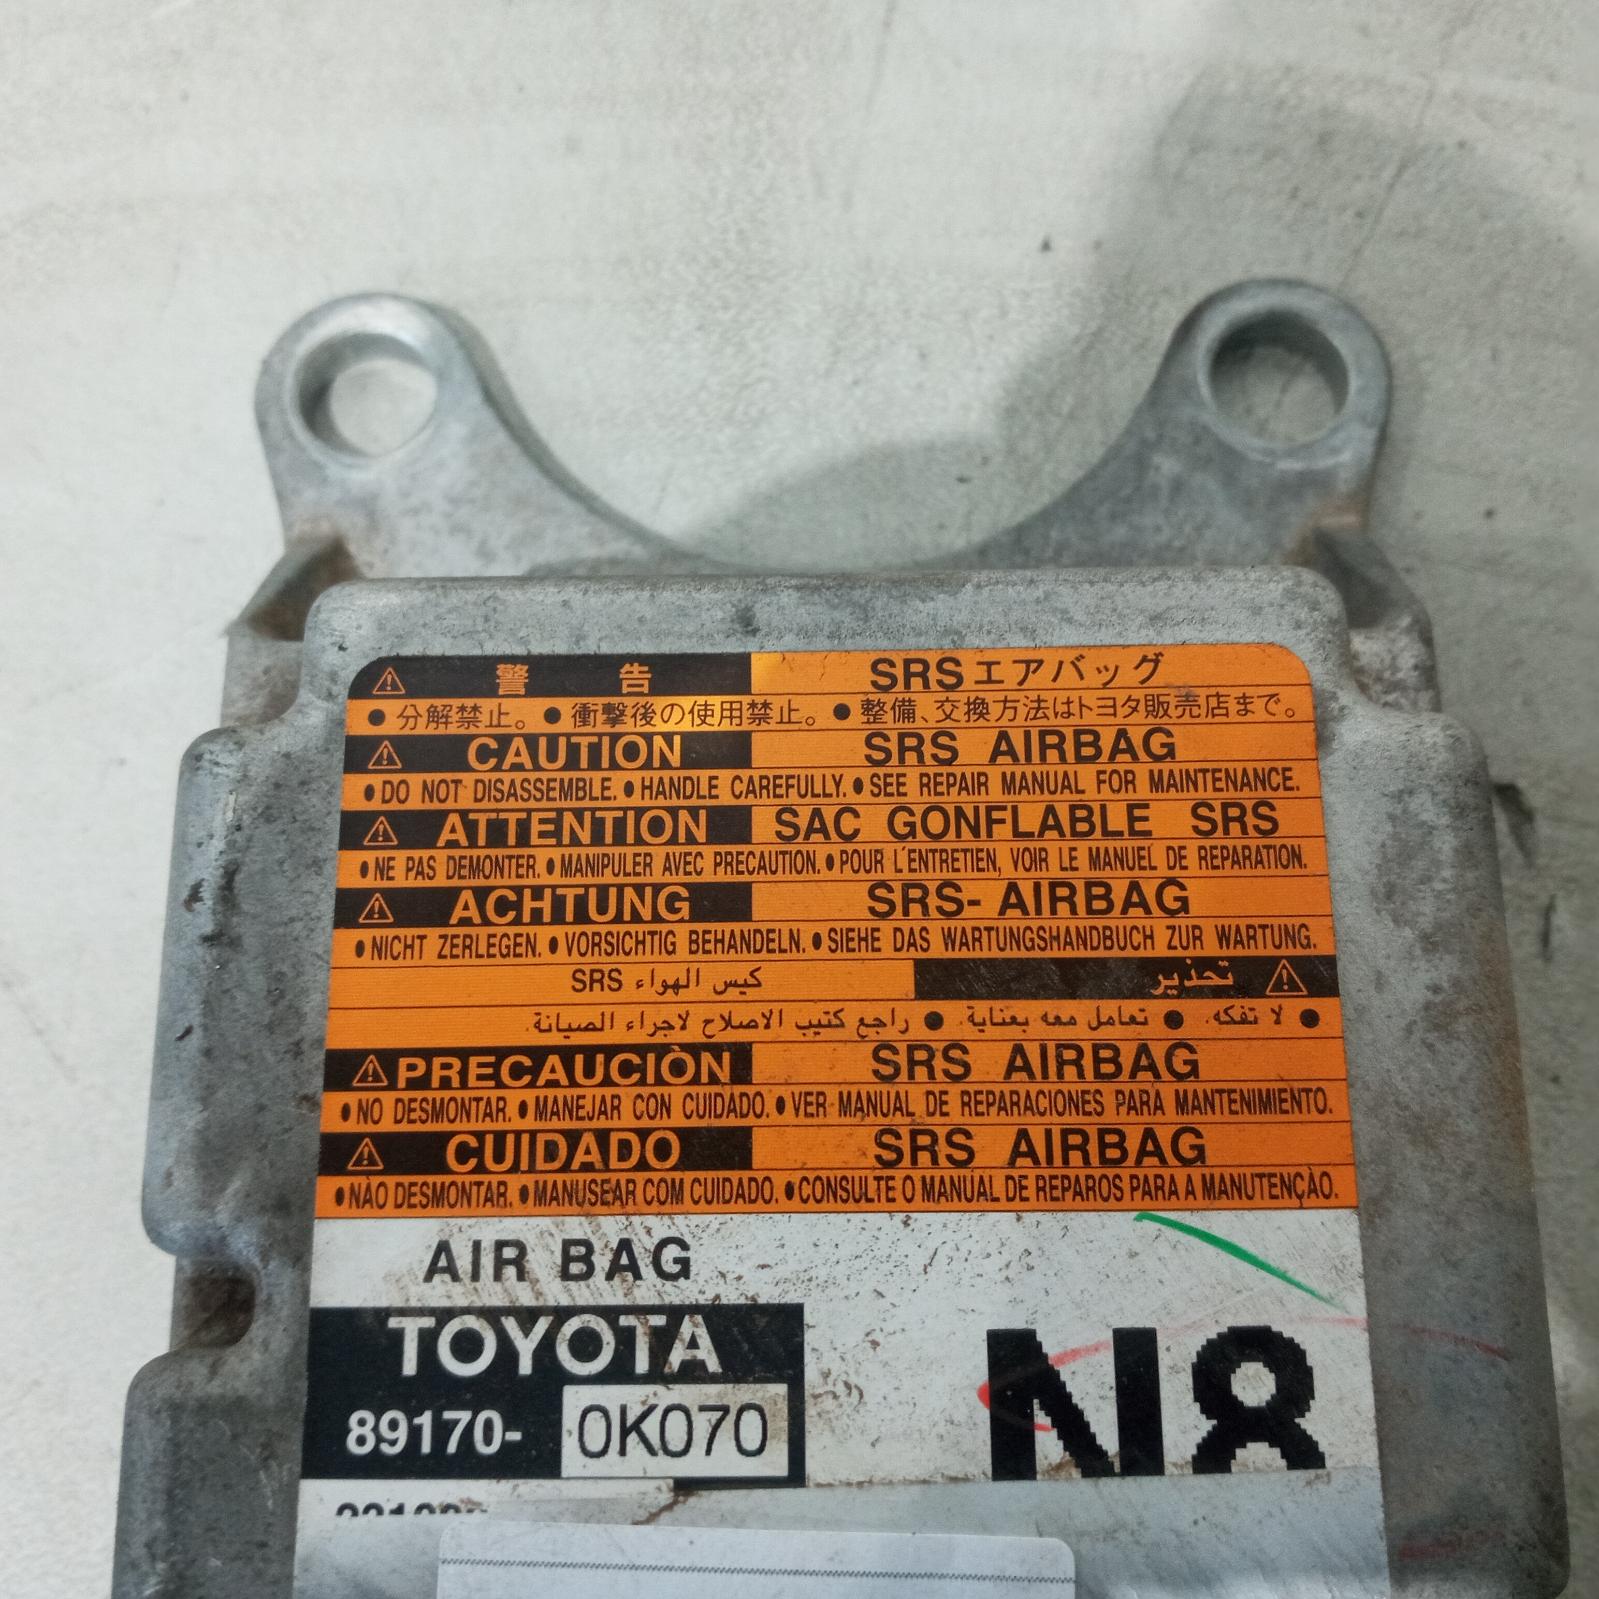 ⚠ 警告 SRSエアバッグ
● 分解禁止。● 衝撃後の使用禁止。● 整備、交換方法はトヨタ販売店まで。
⚠ CAUTION SRS AIRBAG
● DO NOT DISASSEMBLE. ● HANDLE CAREFULLY. ● SEE REPAIR MANUAL FOR MAINTENANCE.
⚠ ATTENTION SAC GONFLABLE SRS
● NE PAS DEMONTER. ● MANIPULER AVEC PRECAUTION. ● POUR L'ENTRETIEN, VOIR LE MANUEL DE REPARATION.
⚠ ACHTUNG SRS- AIRBAG
● NICHT ZERLEGEN. ● VORSICHTIG BEHANDELN. ● SIEHE DAS WARTUNGSHANDBUCH ZUR WARTUNG.
⚠ تحذير كيس الهواء SRS
● لا تفكه. ● تعامل معه بعناية. ● راجع كتيب الاصلاح لاجراء الصيانة.
⚠ PRECAUCIÒN SRS AIRBAG
● NO DESMONTAR. ● MANEJAR CON CUIDADO. ● VER MANUAL DE REPARACIONES PARA MANTENIMIENTO.
⚠ CUIDADO SRS AIRBAG
● NÀO DESMONTAR. ● MANUSEAR COM CUIDADO. ● CONSULTE O MANUAL DE REPAROS PARA A MANUTENÇÀO.
AIR BAG
TOYOTA
89170- 0K070
N8